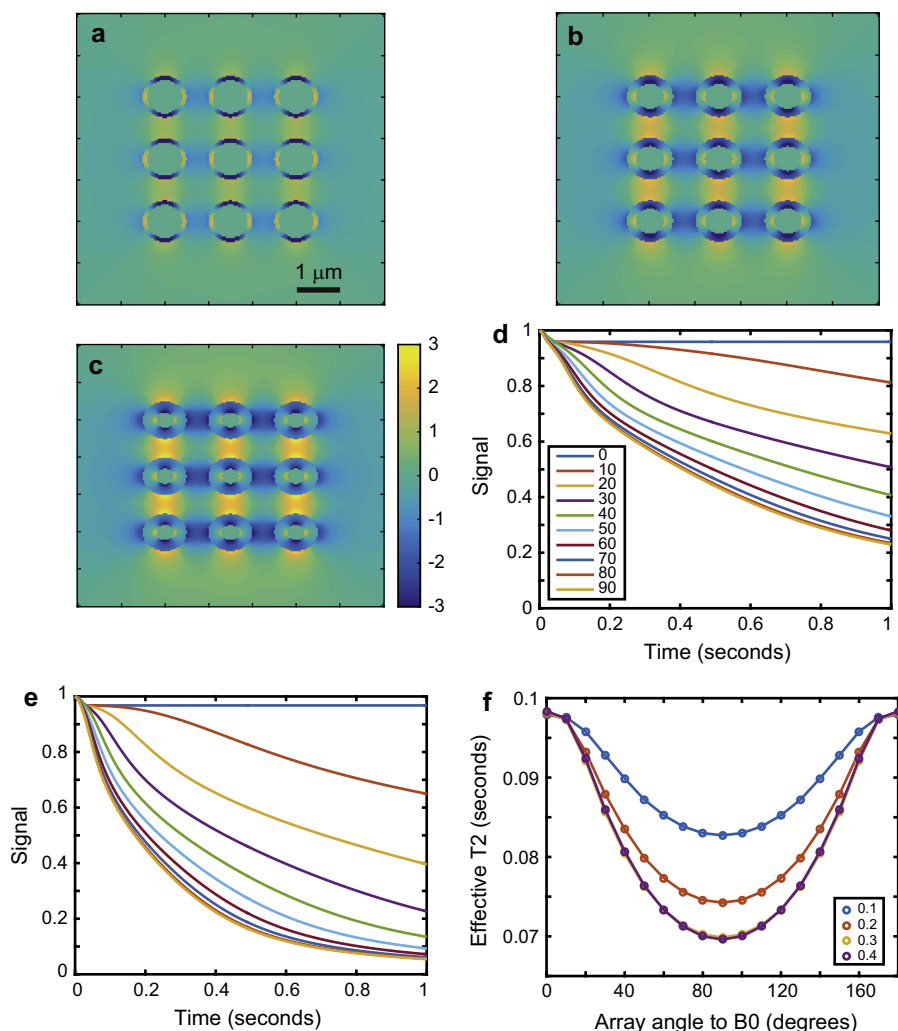 a
1 μm
b
c
3
2
1
0
-1
-2
-3
d
Signal
1
0.8
0.6
0.4
0.2
0
0
10
20
30
40
50
60
70
80
90
0 0.2 0.4 0.6 0.8 1
Time (seconds)
e
Signal
1
0.8
0.6
0.4
0.2
0
0 0.2 0.4 0.6 0.8 1
Time (seconds)
f
Effective T2 (seconds)
0.1
0.09
0.08
0.07
0.1
0.2
0.3
0.4
0 40 80 120 160
Array angle to B0 (degrees)